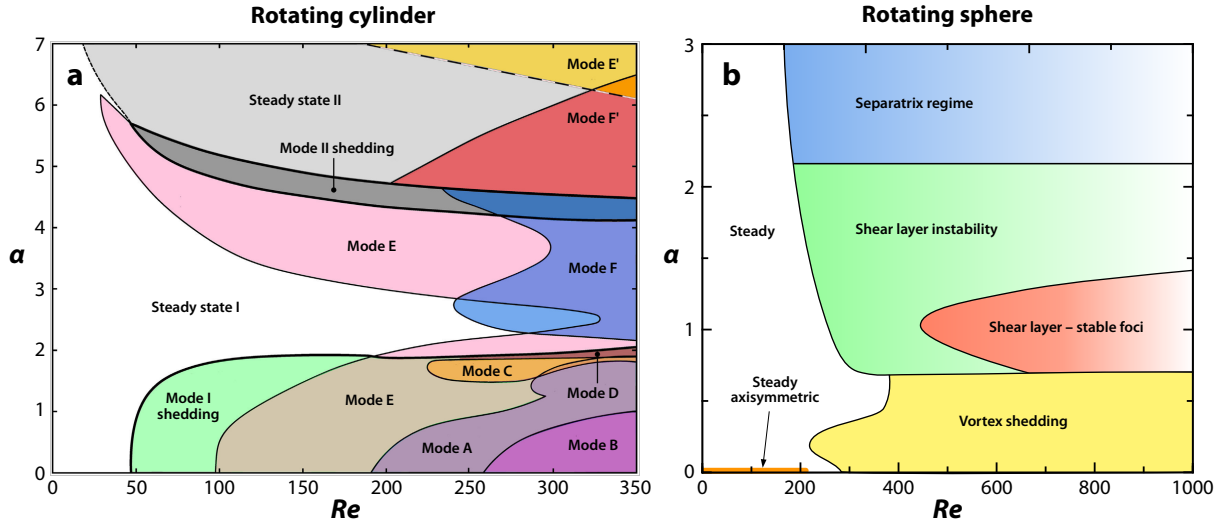 Rotating cylinder
7
6
5
4
3
2
1
0
α
a
Mode E'
Steady state II
Mode F'
Mode II shedding
Mode E
Mode F
Steady state I
Mode C
Mode I
shedding
Mode E
Mode D
Mode A
Mode B
0
50
100
150
200
250
300
350
Re
Rotating sphere
3
2
1
0
α
b
Separatrix regime
Steady
Shear layer instability
Shear layer – stable foci
Steady
axisymmetric
Vortex shedding
0
200
400
600
800
1000
Re